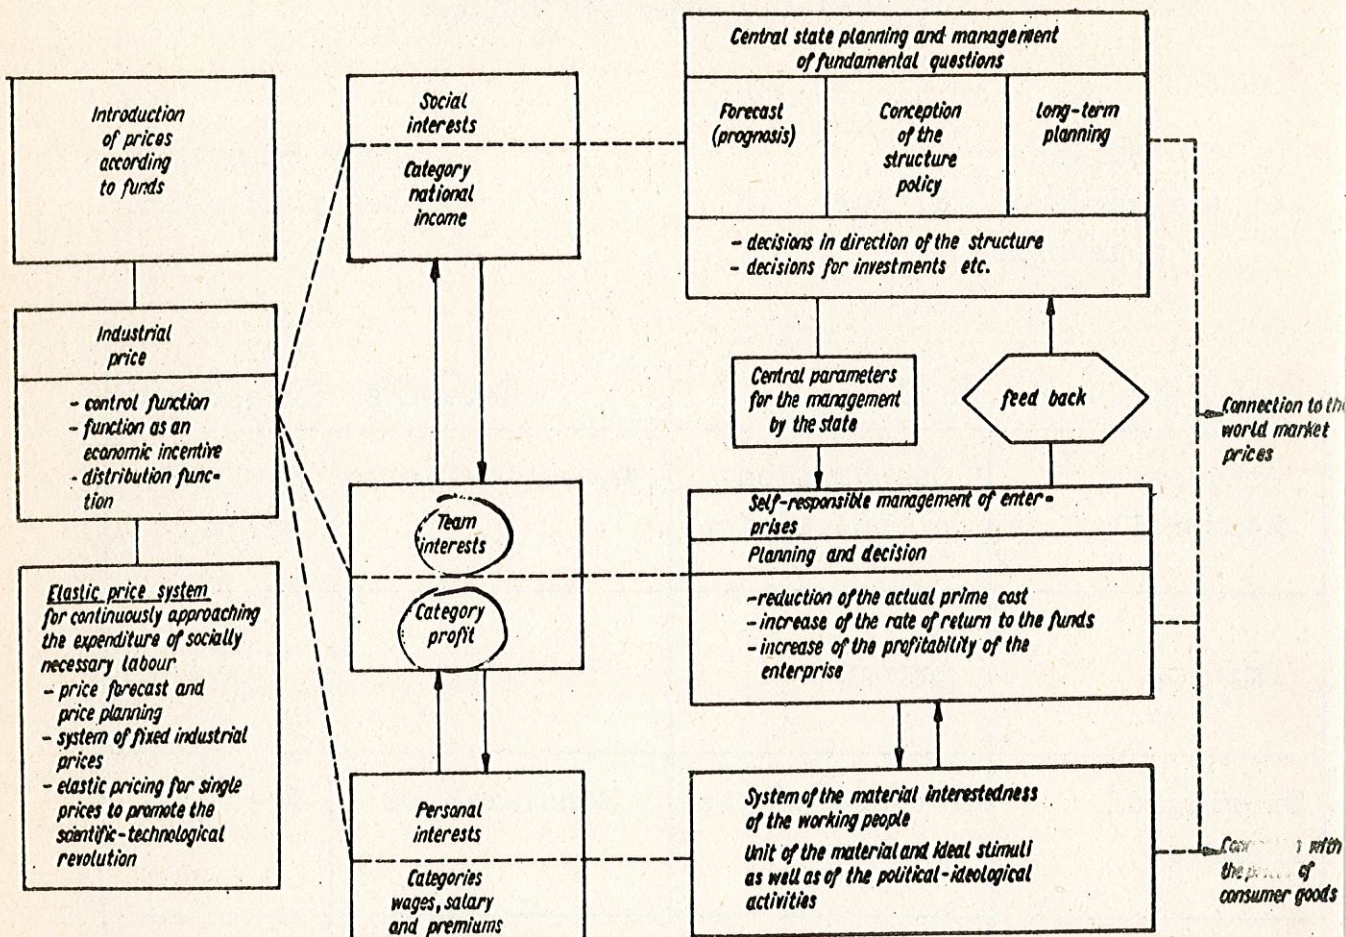 Introduction
of prices
according
to funds
Industrial
price
- control function
- function as an
economic incentive
- distribution func-
tion
Elastic price system
for continuously approaching
the expenditure of socially
necessary labour
- price forecast and
price planning
- system of fixed industrial
prices
- elastic pricing for single
prices to promote the
scientific-technological
revolution
Social
interests
Category
national
income
Team
interests
Category
profit
Personal
interests
Categories
wages, salary
and premiums
Central state planning and management
of fundamental questions
Forecast
(prognosis)
Conception
of the
structure
policy
long-term
planning
- decisions in direction of the structure
- decisions for investments etc.
Central parameters
for the management
by the state
feed back
Self-responsible management of enter-
prises
Planning and decision
- reduction of the actual prime cost
- increase of the rate of return to the funds
- increase of the profitability of the
enterprise
System of the material interestedness
of the working people
Unit of the material and ideal stimuli
as well as of the political-ideological
activities
Connection to the
world market
prices
with
the of
consumer goods